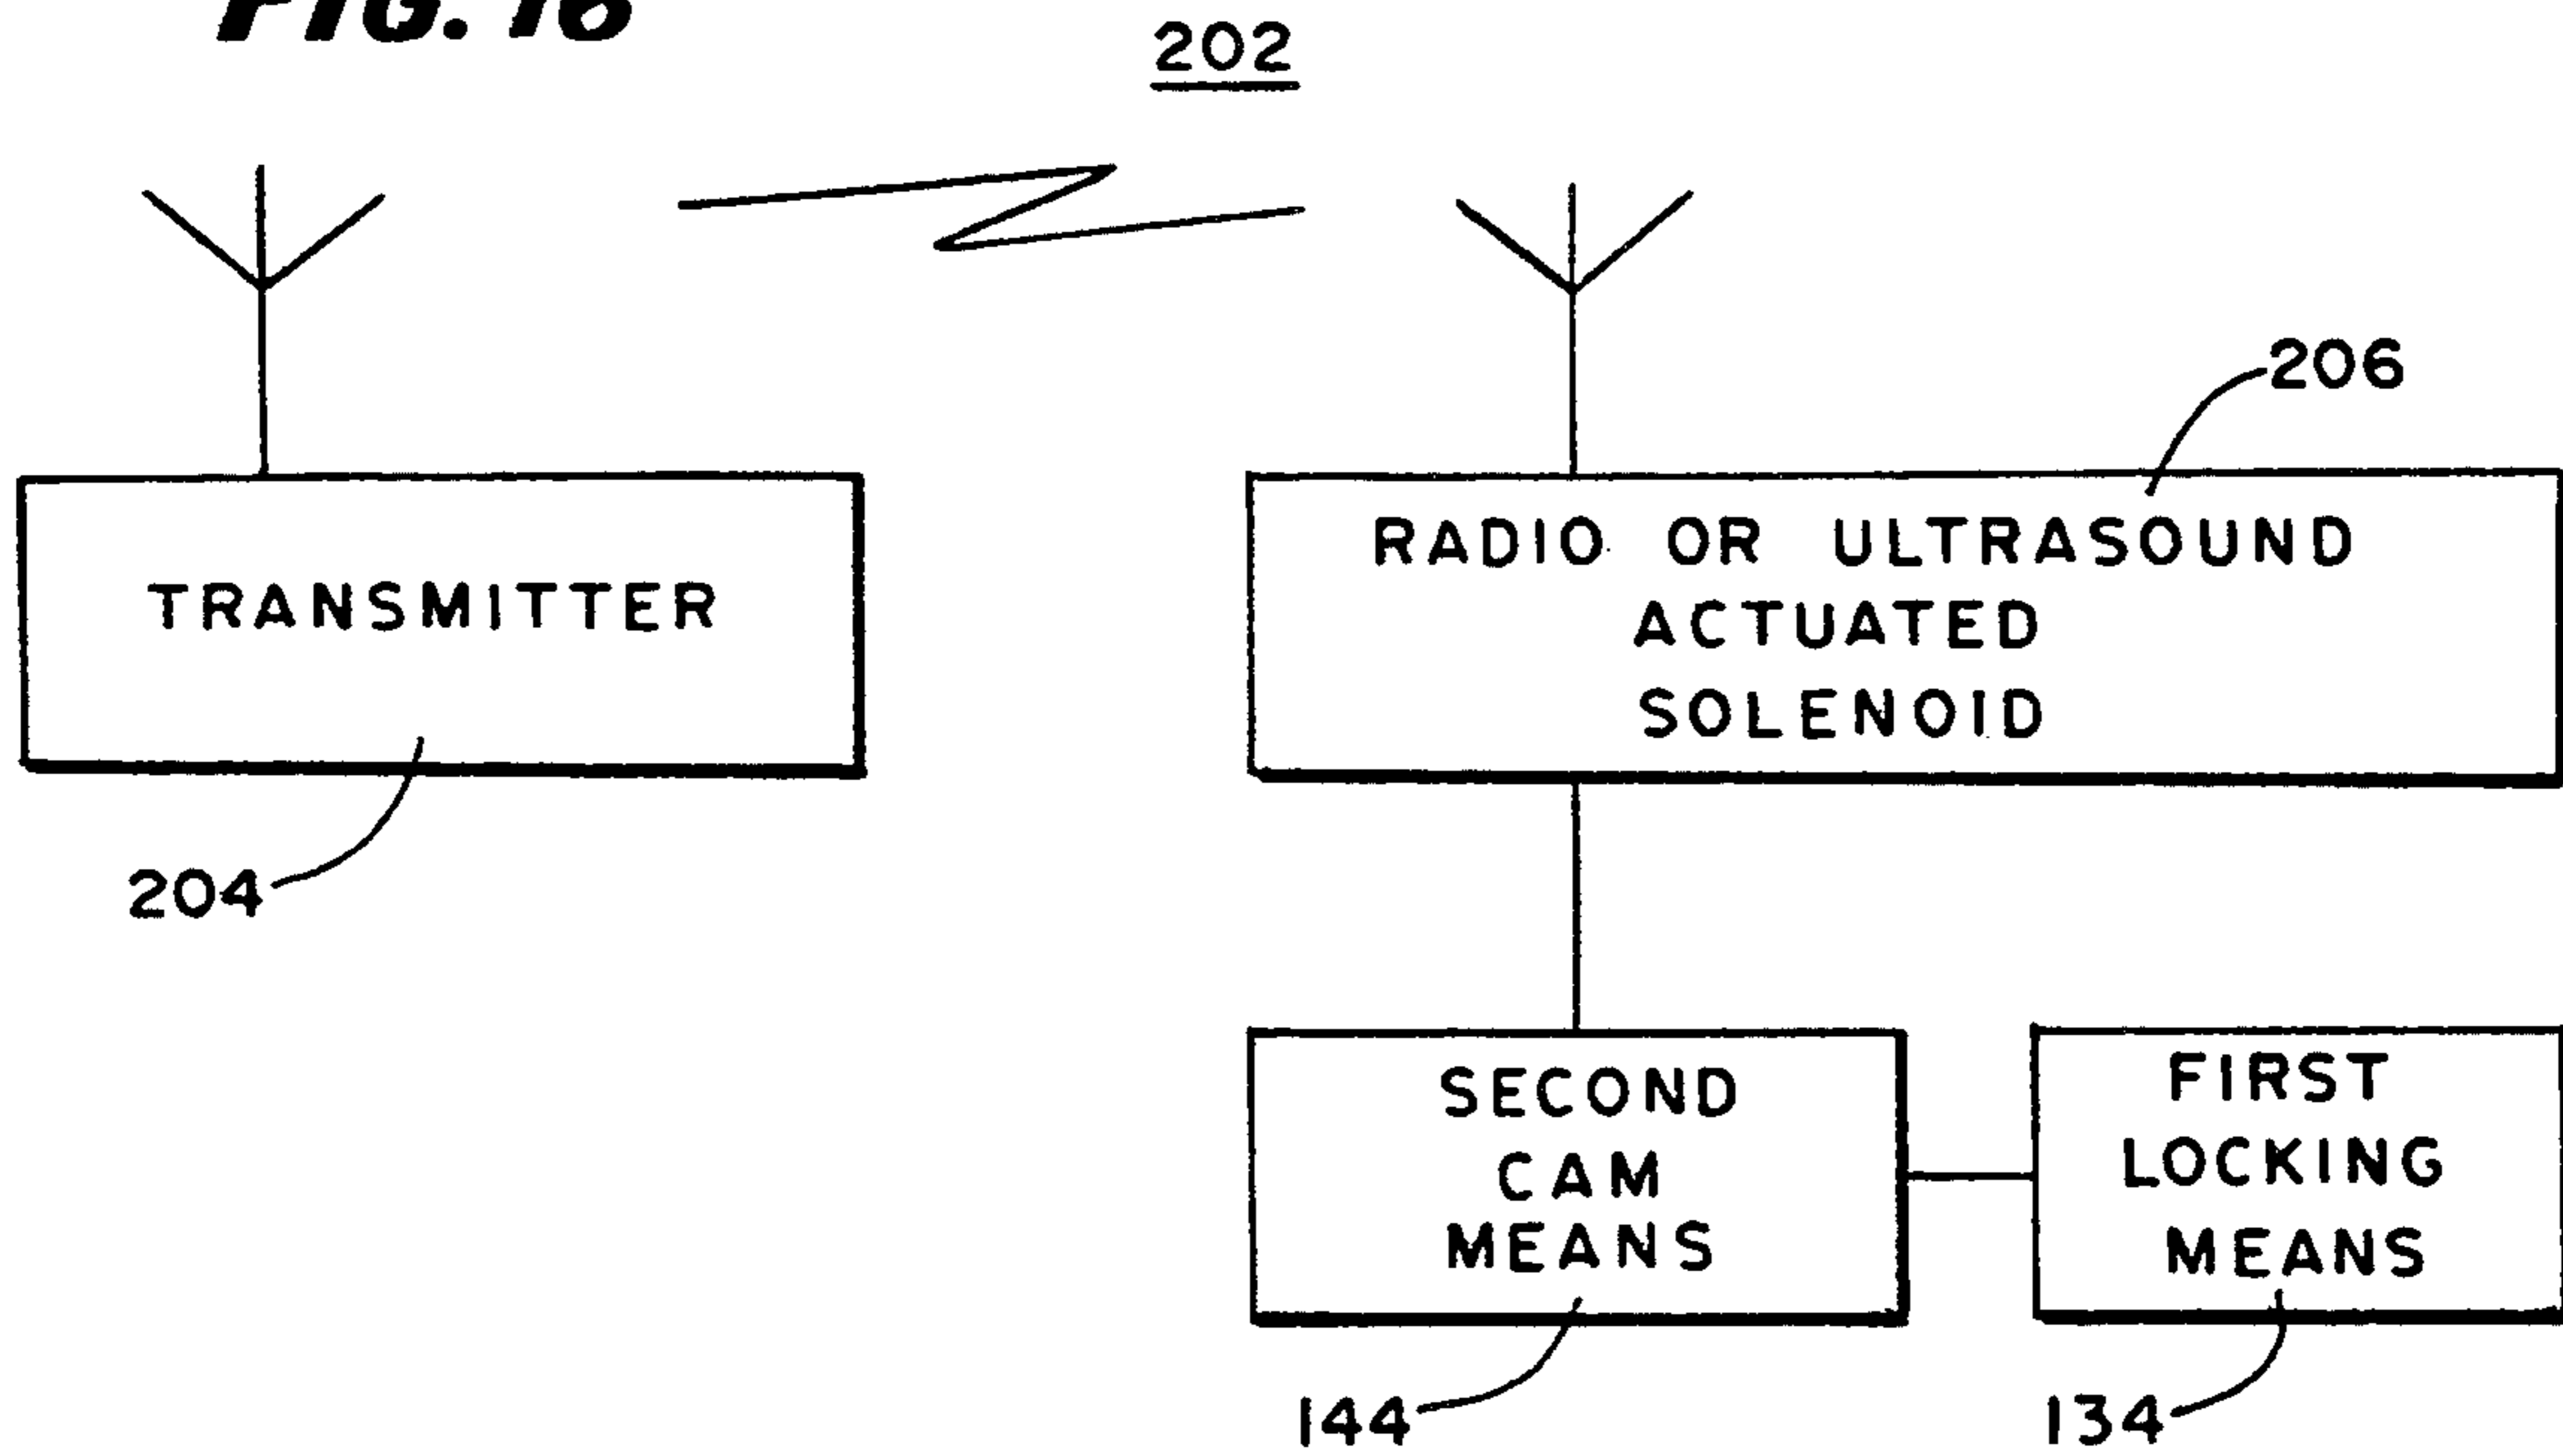 FIG. 16
202
206
TRANSMITTER
RADIO OR ULTRASOUND
ACTUATED
SOLENOID
204
SECOND
CAM
MEANS
FIRST
LOCKING
MEANS
144
134